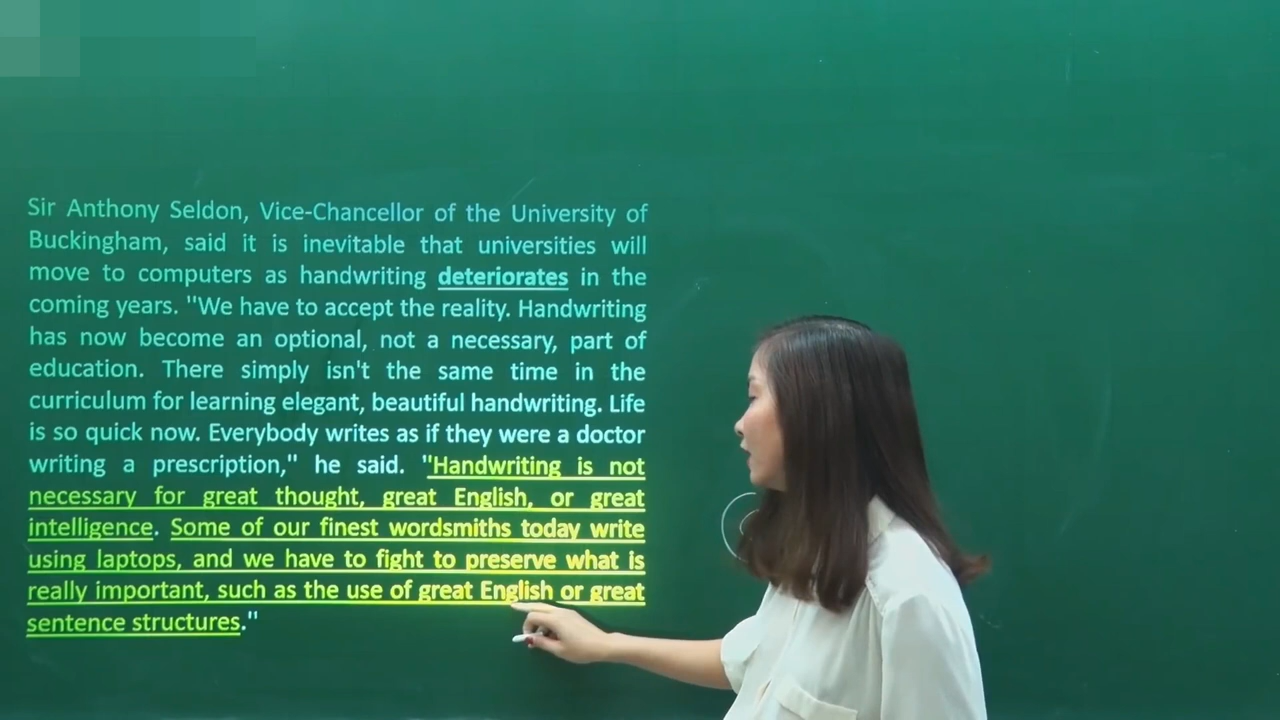 Sir Anthony Seldon, Vice-Chancellor of the University of
Buckingham, said it is inevitable that universities will
move to computers as handwriting deteriorates in the
coming years. "We have to accept the reality. Handwriting
has now become an optional, not a necessary, part of
education. There simply isn't the same time in the
curriculum for learning elegant, beautiful handwriting. Life
is so quick now. Everybody writes as if they were a doctor
writing a prescription," he said. "Handwriting is not
necessary for great thought, great English, or great
intelligence. Some of our finest wordsmiths today write
using laptops, and we have to fight to preserve what is
really important, such as the use of great English or great
sentence structures."